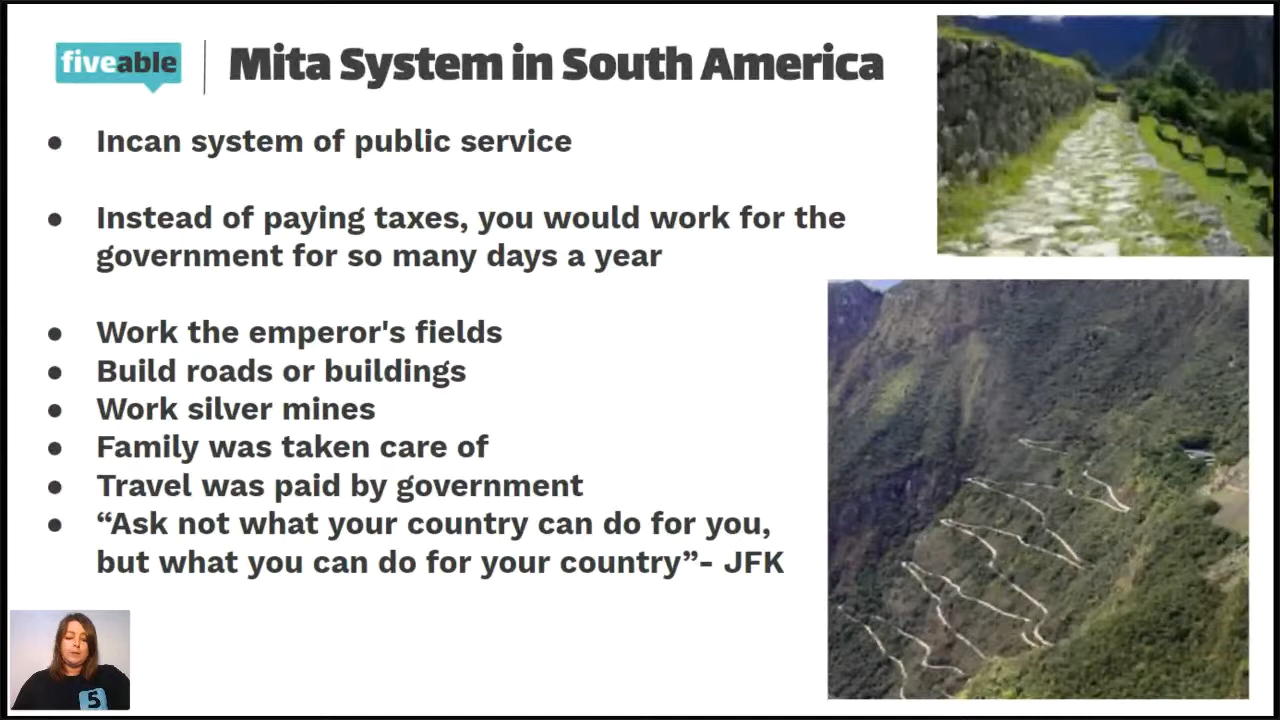 fiveable
Mita System in South America
● Incan system of public service
● Instead of paying taxes, you would work for the
government for so many days a year
● Work the emperor's fields
● Build roads or buildings
● Work silver mines
● Family was taken care of
● Travel was paid by government
● “Ask not what your country can do for you,
but what you can do for your country”- JFK
5